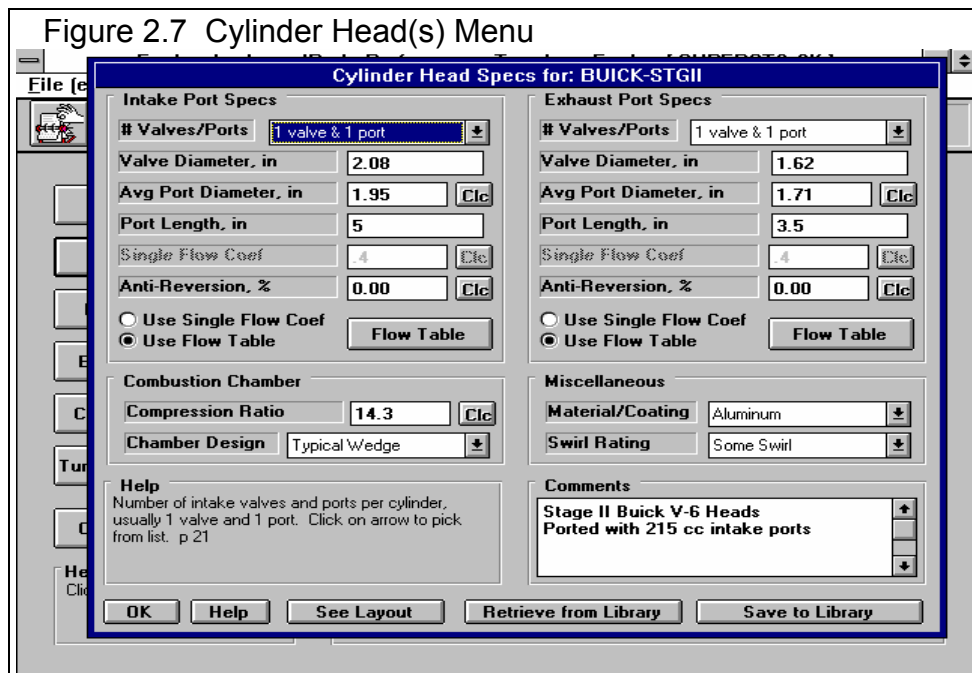 Figure 2.7 Cylinder Head(s) Menu
File (e
Cylinder Head Specs for: BUICK-STGII
Intake Port Specs
# Valves/Ports 1 valve & 1 port
Valve Diameter, in 2.08
Avg Port Diameter, in 1.95 Clc
Port Length, in 5
Single Flow Coef .4 Clc
Anti-Reversion, % 0.00 Clc
Use Single Flow Coef
Use Flow Table
Flow Table
Exhaust Port Specs
# Valves/Ports 1 valve & 1 port
Valve Diameter, in 1.62
Avg Port Diameter, in 1.71 Clc
Port Length, in 3.5
Single Flow Coef .4 Clc
Anti-Reversion, % 0.00 Clc
Use Single Flow Coef
Use Flow Table
Flow Table
Combustion Chamber
Compression Ratio 14.3 Clc
Chamber Design Typical Wedge
Miscellaneous
Material/Coating Aluminum
Swirl Rating Some Swirl
Help
Number of intake valves and ports per cylinder,
usually 1 valve and 1 port. Click on arrow to pick
from list. p 21
Comments
Stage II Buick V-6 Heads
Ported with 215 cc intake ports
OK Help See Layout Retrieve from Library Save to Library
E
C
Tur
He
Clic